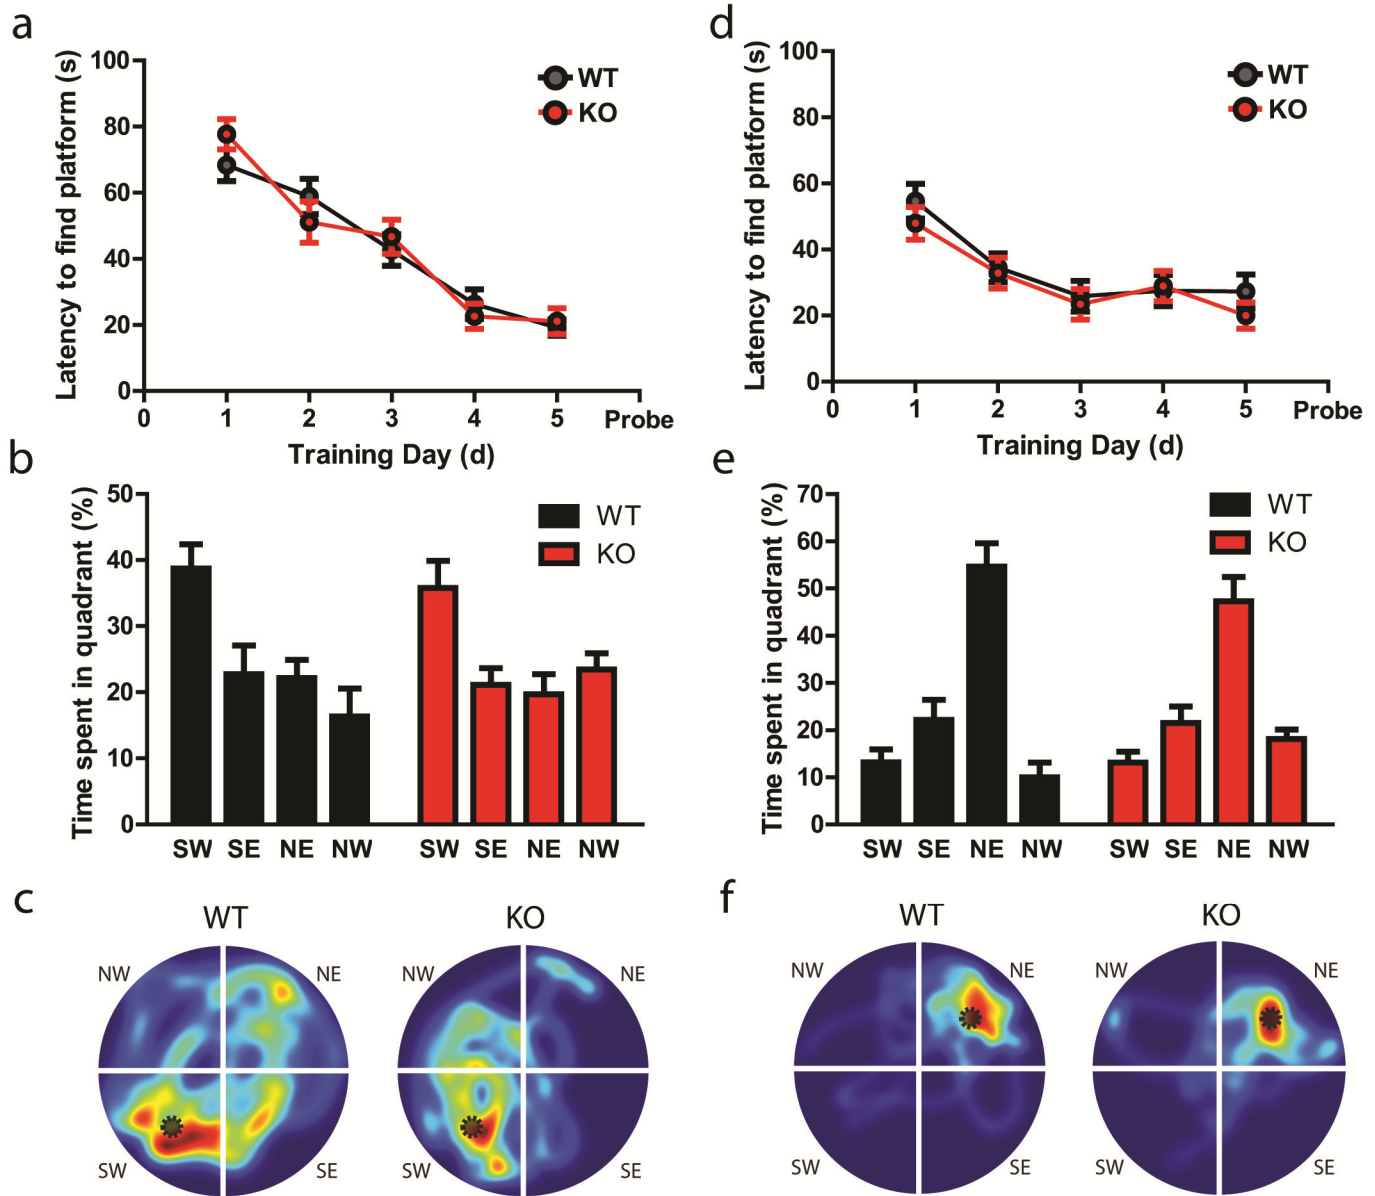 a
Latency to find platform (s)
100
80
60
40
20
0
WT
KO
0 1 2 3 4 5 Probe
Training Day (d)
d
Latency to find platform (s)
100
80
60
40
20
0
WT
KO
0 1 2 3 4 5 Probe
Training Day (d)
b
Time spent in quadrant (%)
50
40
30
20
10
0
WT
KO
SW SE NE NW SW SE NE NW
e
Time spent in quadrant (%)
70
60
50
40
30
20
10
0
WT
KO
SW SE NE NW SW SE NE NW
c
WT
NW NE
SW SE
KO
NW NE
SW SE
f
WT
NW NE
SW SE
KO
NW NE
SW SE